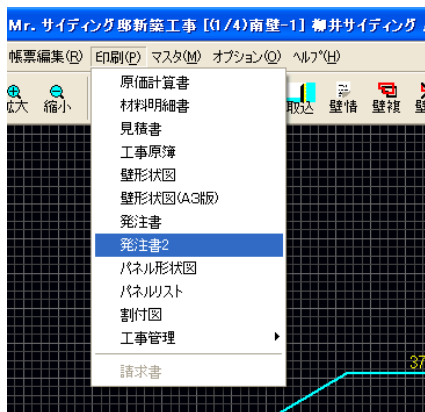 Mr. サイディング邸新築工事 [(1/4)南壁-1] 柳井サイディング
帳票編集(R) 印刷(P) マスタ(M) オプション(O) ヘルプ(H)
拡大 縮小 取込 壁情 壁複
原価計算書
材料明細書
見積書
工事原簿
壁形状図
壁形状図(A3版)
発注書
発注書2
パネル形状図
パネルリスト
割付図
工事管理
請求書
37